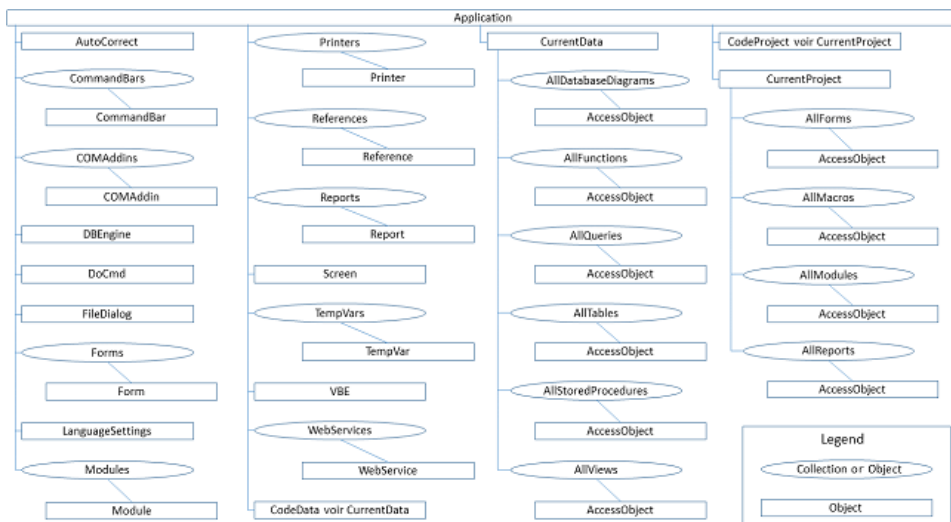 Application
AutoCorrect
CommandBars
CommandBar
COMAddins
COMAddin
DBEngine
DoCmd
FileDialog
Forms
Form
LanguageSettings
Modules
Module
Printers
Printer
References
Reference
Reports
Report
Screen
TempVars
TempVar
VBE
WebServices
WebService
CodeData voir CurrentData
CurrentData
AllDatabaseDiagrams
AccessObject
AllFunctions
AccessObject
AllQueries
AccessObject
AllTables
AccessObject
AllStoredProcedures
AccessObject
AllViews
AccessObject
CodeProject voir CurrentProject
CurrentProject
AllForms
AccessObject
AllMacros
AccessObject
AllModules
AccessObject
AllReports
AccessObject
Legend
Collection or Object
Object